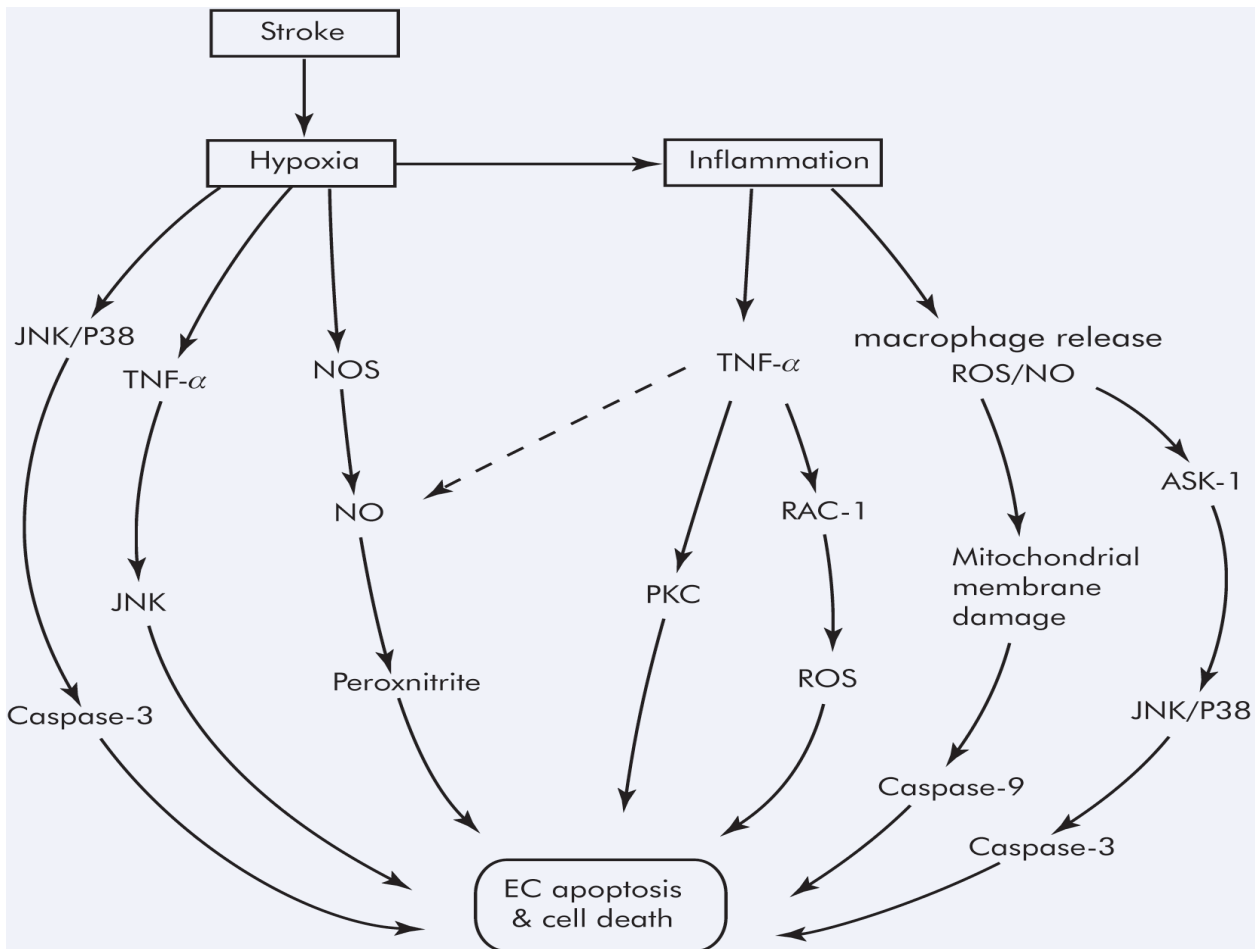 Stroke
Hypoxia
Inflammation
JNK/P38
TNF-α
NOS
TNF-α
macrophage release
ROS/NO
NO
RAC-1
ASK-1
JNK
PKC
Mitochondrial
membrane
damage
Peroxnitrite
ROS
Caspase-3
JNK/P38
Caspase-9
Caspase-3
EC apoptosis
& cell death